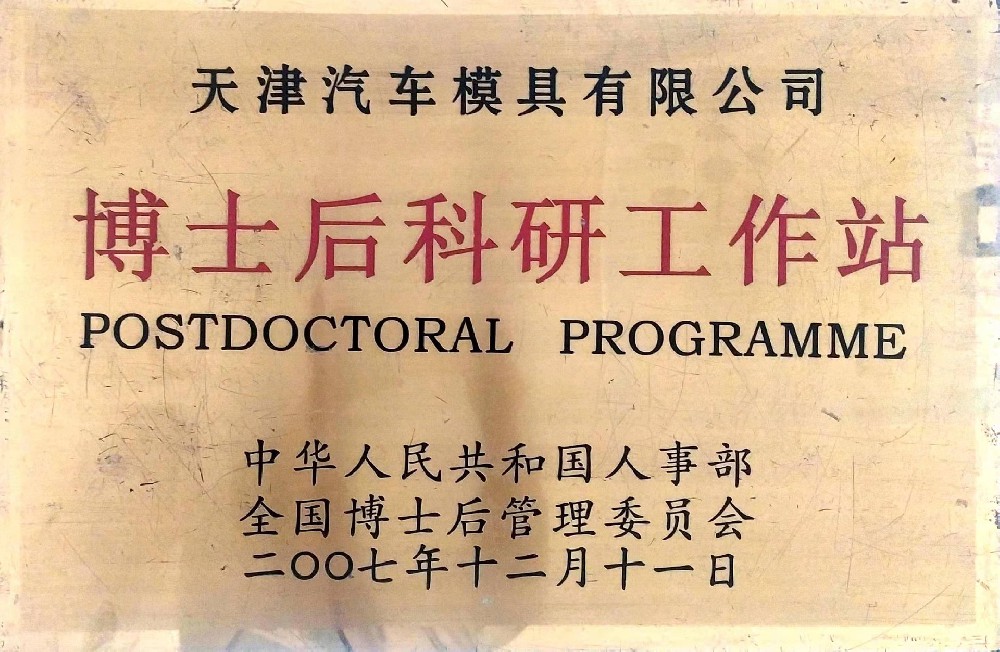 天津汽车模具有限公司
博士后科研工作站
POSTDOCTORAL PROGRAMME
中华人民共和国人事部
全国博士后管理委员会
二〇〇七年十二月十一日